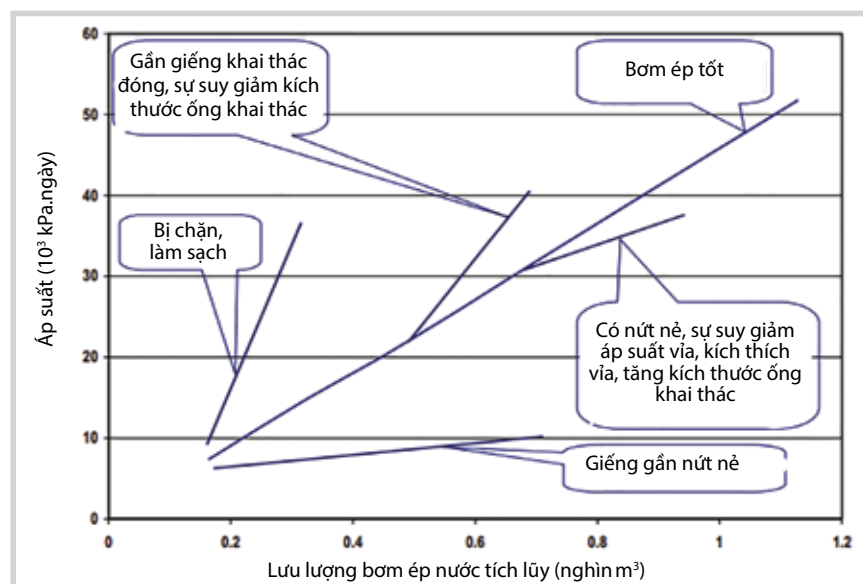 60
50
40
30
20
10
0
Áp suất (10³ kPa.ngày)
Gần giếng khai thác
đóng, sự suy giảm kích
thước ống khai thác
Bơm ép tốt
Bị chặn,
làm sạch
Có nứt nẻ, sự suy giảm
áp suất vỉa, kích thích
vỉa, tăng kích thước ống
khai thác
Giếng gần nứt nẻ
0 0.2 0.4 0.6 0.8 1 1.2
Lưu lượng bơm ép nước tích lũy (nghìn m³)